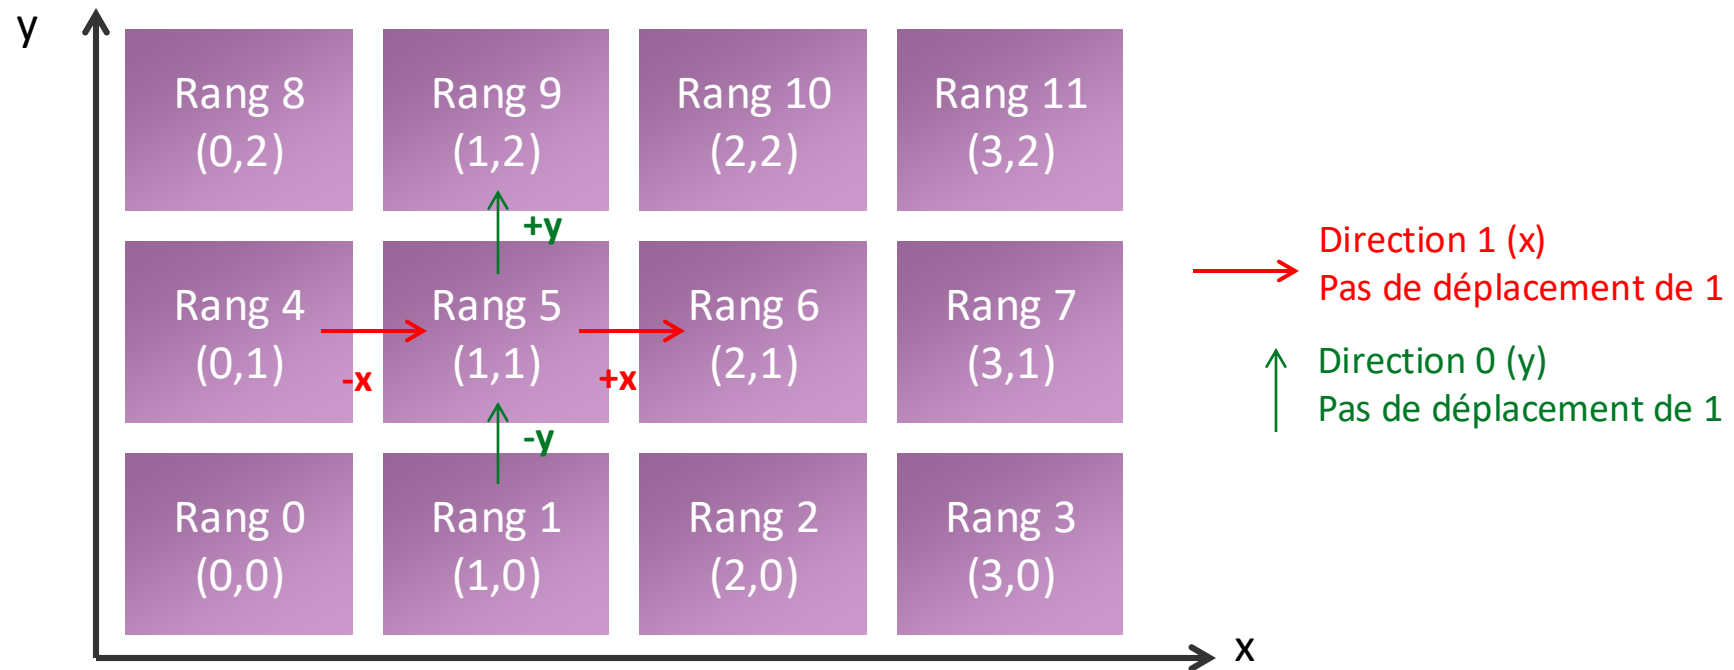 y
Rang 8
(0,2)
Rang 9
(1,2)
Rang 10
(2,2)
Rang 11
(3,2)
+y
Rang 4
(0,1)
-x
Rang 5
(1,1)
+x
Rang 6
(2,1)
Rang 7
(3,1)
-y
Rang 0
(0,0)
Rang 1
(1,0)
Rang 2
(2,0)
Rang 3
(3,0)
x
Direction 1 (x)
Pas de déplacement de 1
Direction 0 (y)
Pas de déplacement de 1